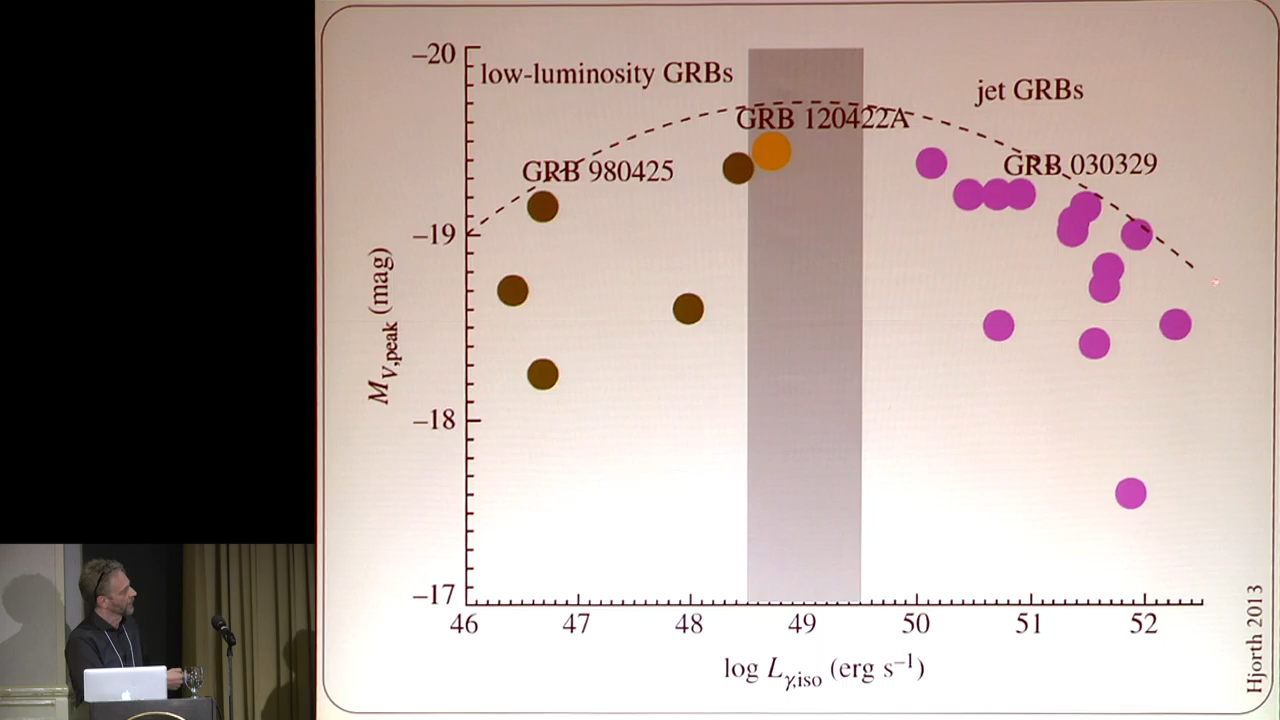 −20
low-luminosity GRBs
jet GRBs
GRB 120422A
GRB 030329
GRB 980425
−19
M_V,peak (mag)
−18
−17
46 47 48 49 50 51 52
log L_γ,iso (erg s⁻¹)
Hjorth 2013